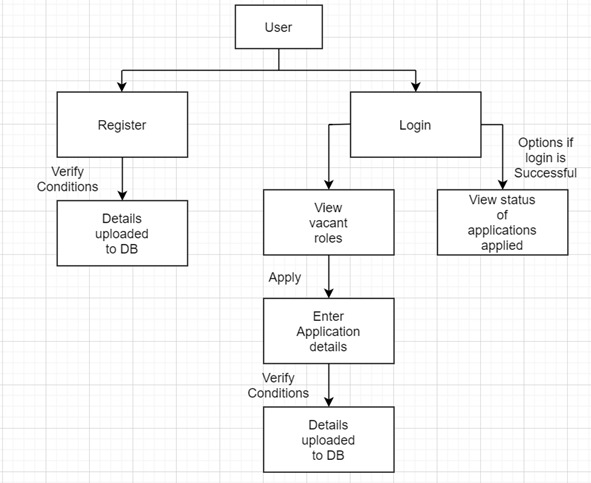 User
Register
Login
Verify
Conditions
Options if
login is
Successful
Details
uploaded
to DB
View
vacant
roles
View status
of
applications
applied
Apply
Enter
Application
details
Verify
Conditions
Details
uploaded
to DB